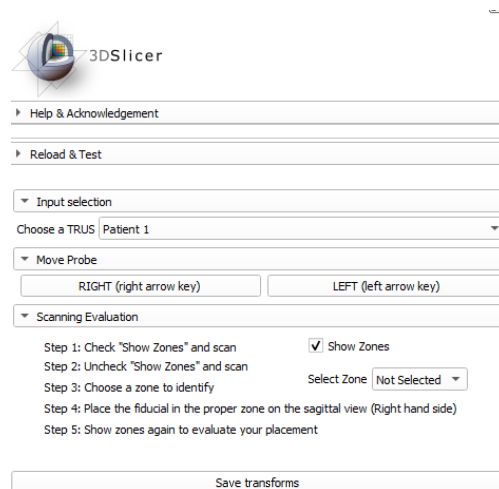 3DSlicer
Help & Acknowledgement
Reload & Test
Input selection
Choose a TRUS Patient 1
Move Probe
RIGHT (right arrow key) LEFT (left arrow key)
Scanning Evaluation
Step 1: Check "Show Zones" and scan Show Zones
Step 2: Uncheck "Show Zones" and scan
Step 3: Choose a zone to identify Select Zone Not Selected
Step 4: Place the fiducial in the proper zone on the sagittal view (Right hand side)
Step 5: Show zones again to evaluate your placement
Save transforms